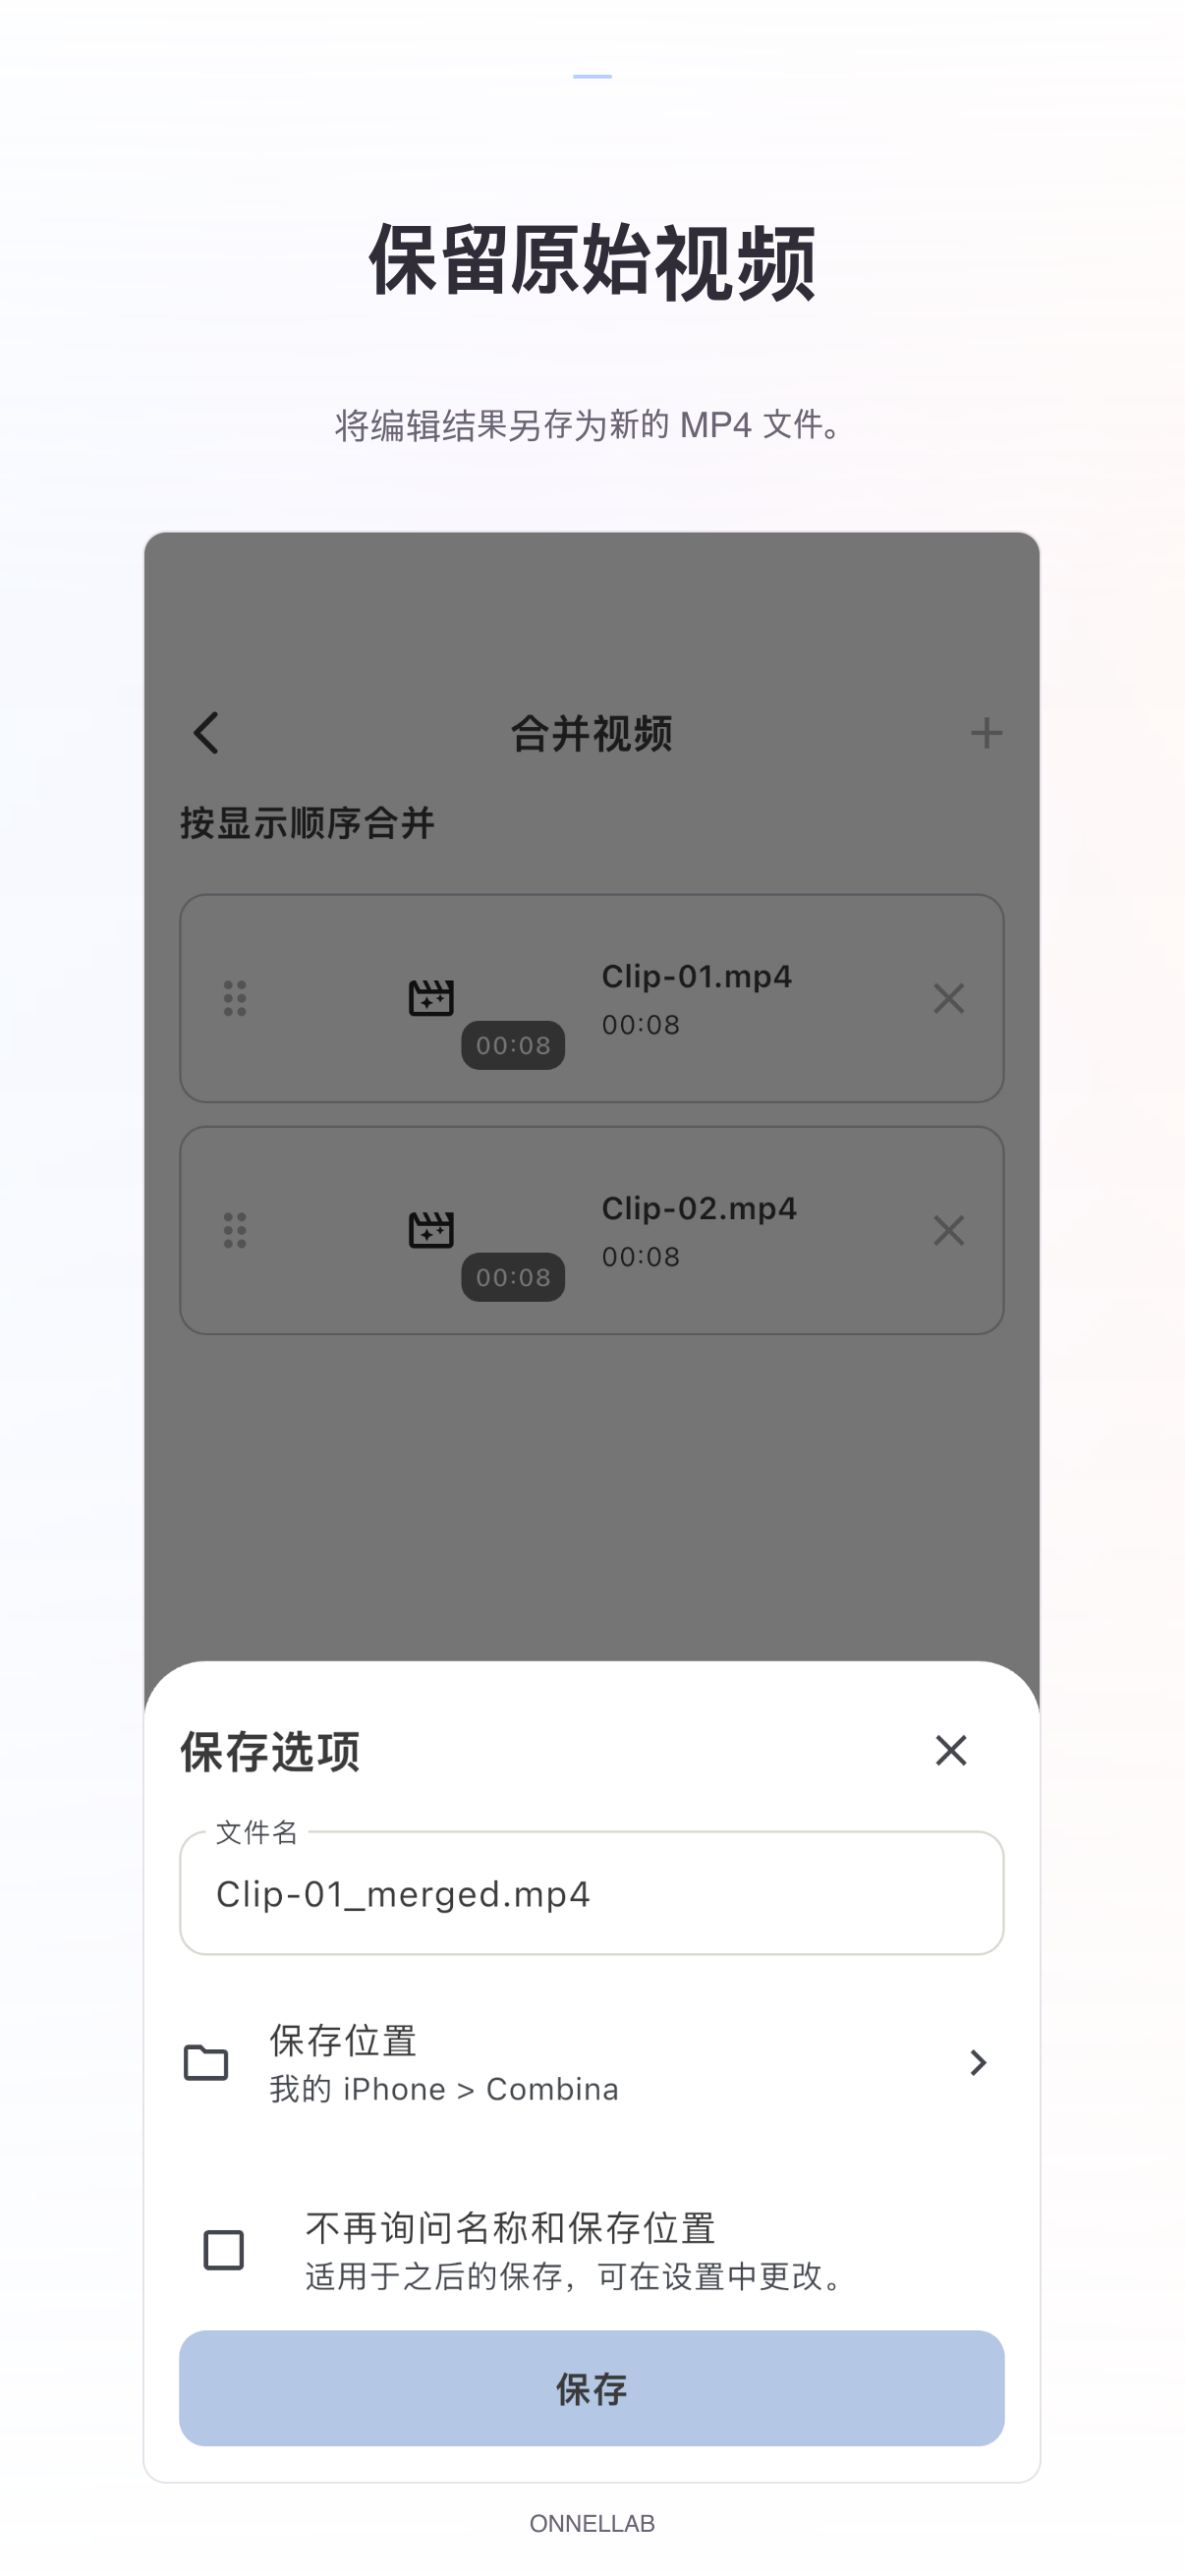 保留原始视频
将编辑结果另存为新的 MP4 文件。
合并视频
按显示顺序合并
Clip-01.mp4
00:08
00:08
Clip-02.mp4
00:08
00:08
保存选项
文件名
Clip-01_merged.mp4
保存位置
我的 iPhone > Combina
不再询问名称和保存位置
适用于之后的保存，可在设置中更改。
保存
ONNELLAB